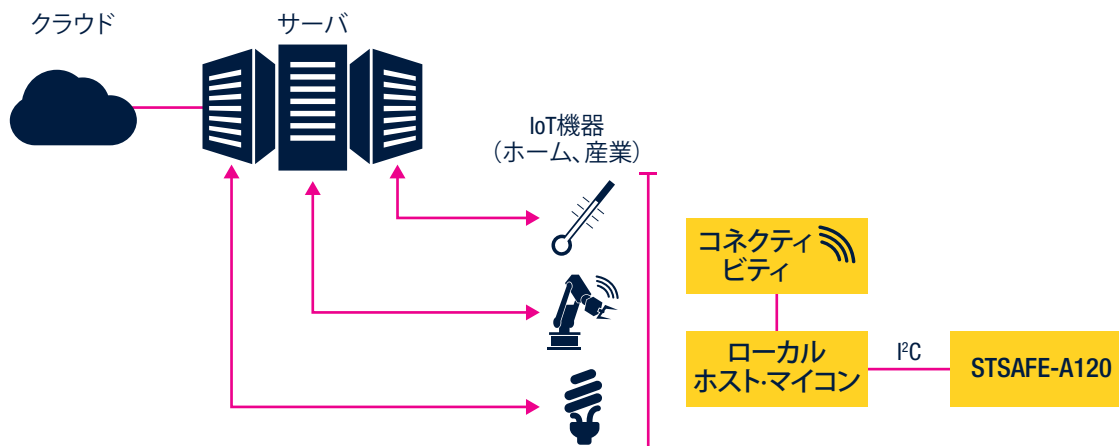 クラウド
サーバ
IoT機器
(ホーム、産業)
コネクティ
ビティ
ローカル
ホスト·マイコン
I²C
STSAFE-A120